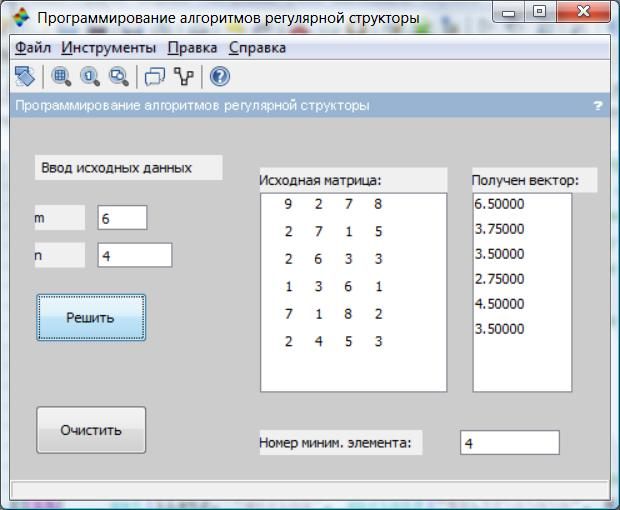 Программирование алгоритмов регулярной структоры
Файл Инструменты Правка Справка
Программирование алгоритмов регулярной структоры ?
Ввод исходных данных
m 6
n 4
Решить
Очистить
Исходная матрица:
9 2 7 8
2 7 1 5
2 6 3 3
1 3 6 1
7 1 8 2
2 4 5 3
Получен вектор:
6.50000
3.75000
3.50000
2.75000
4.50000
3.50000
Номер миним. элемента: 4